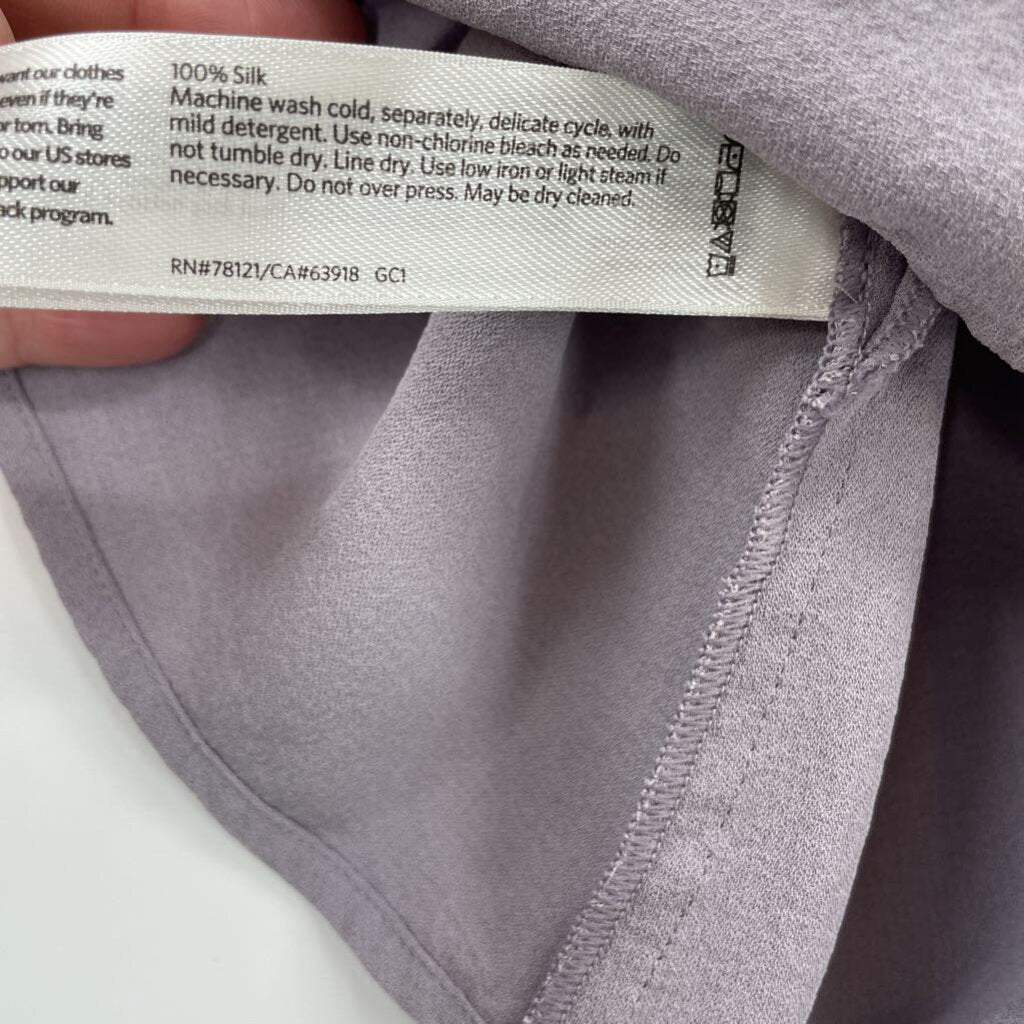 want our clothes
even if they're
or torn. Bring
to our US stores
pport our
ack program.
100% Silk
Machine wash cold, separately, delicate cycle, with
mild detergent. Use non-chlorine bleach as needed. Do
not tumble dry. Line dry. Use low iron or light steam if
necessary. Do not over press. May be dry cleaned.
RN#78121/CA#63918 GC1